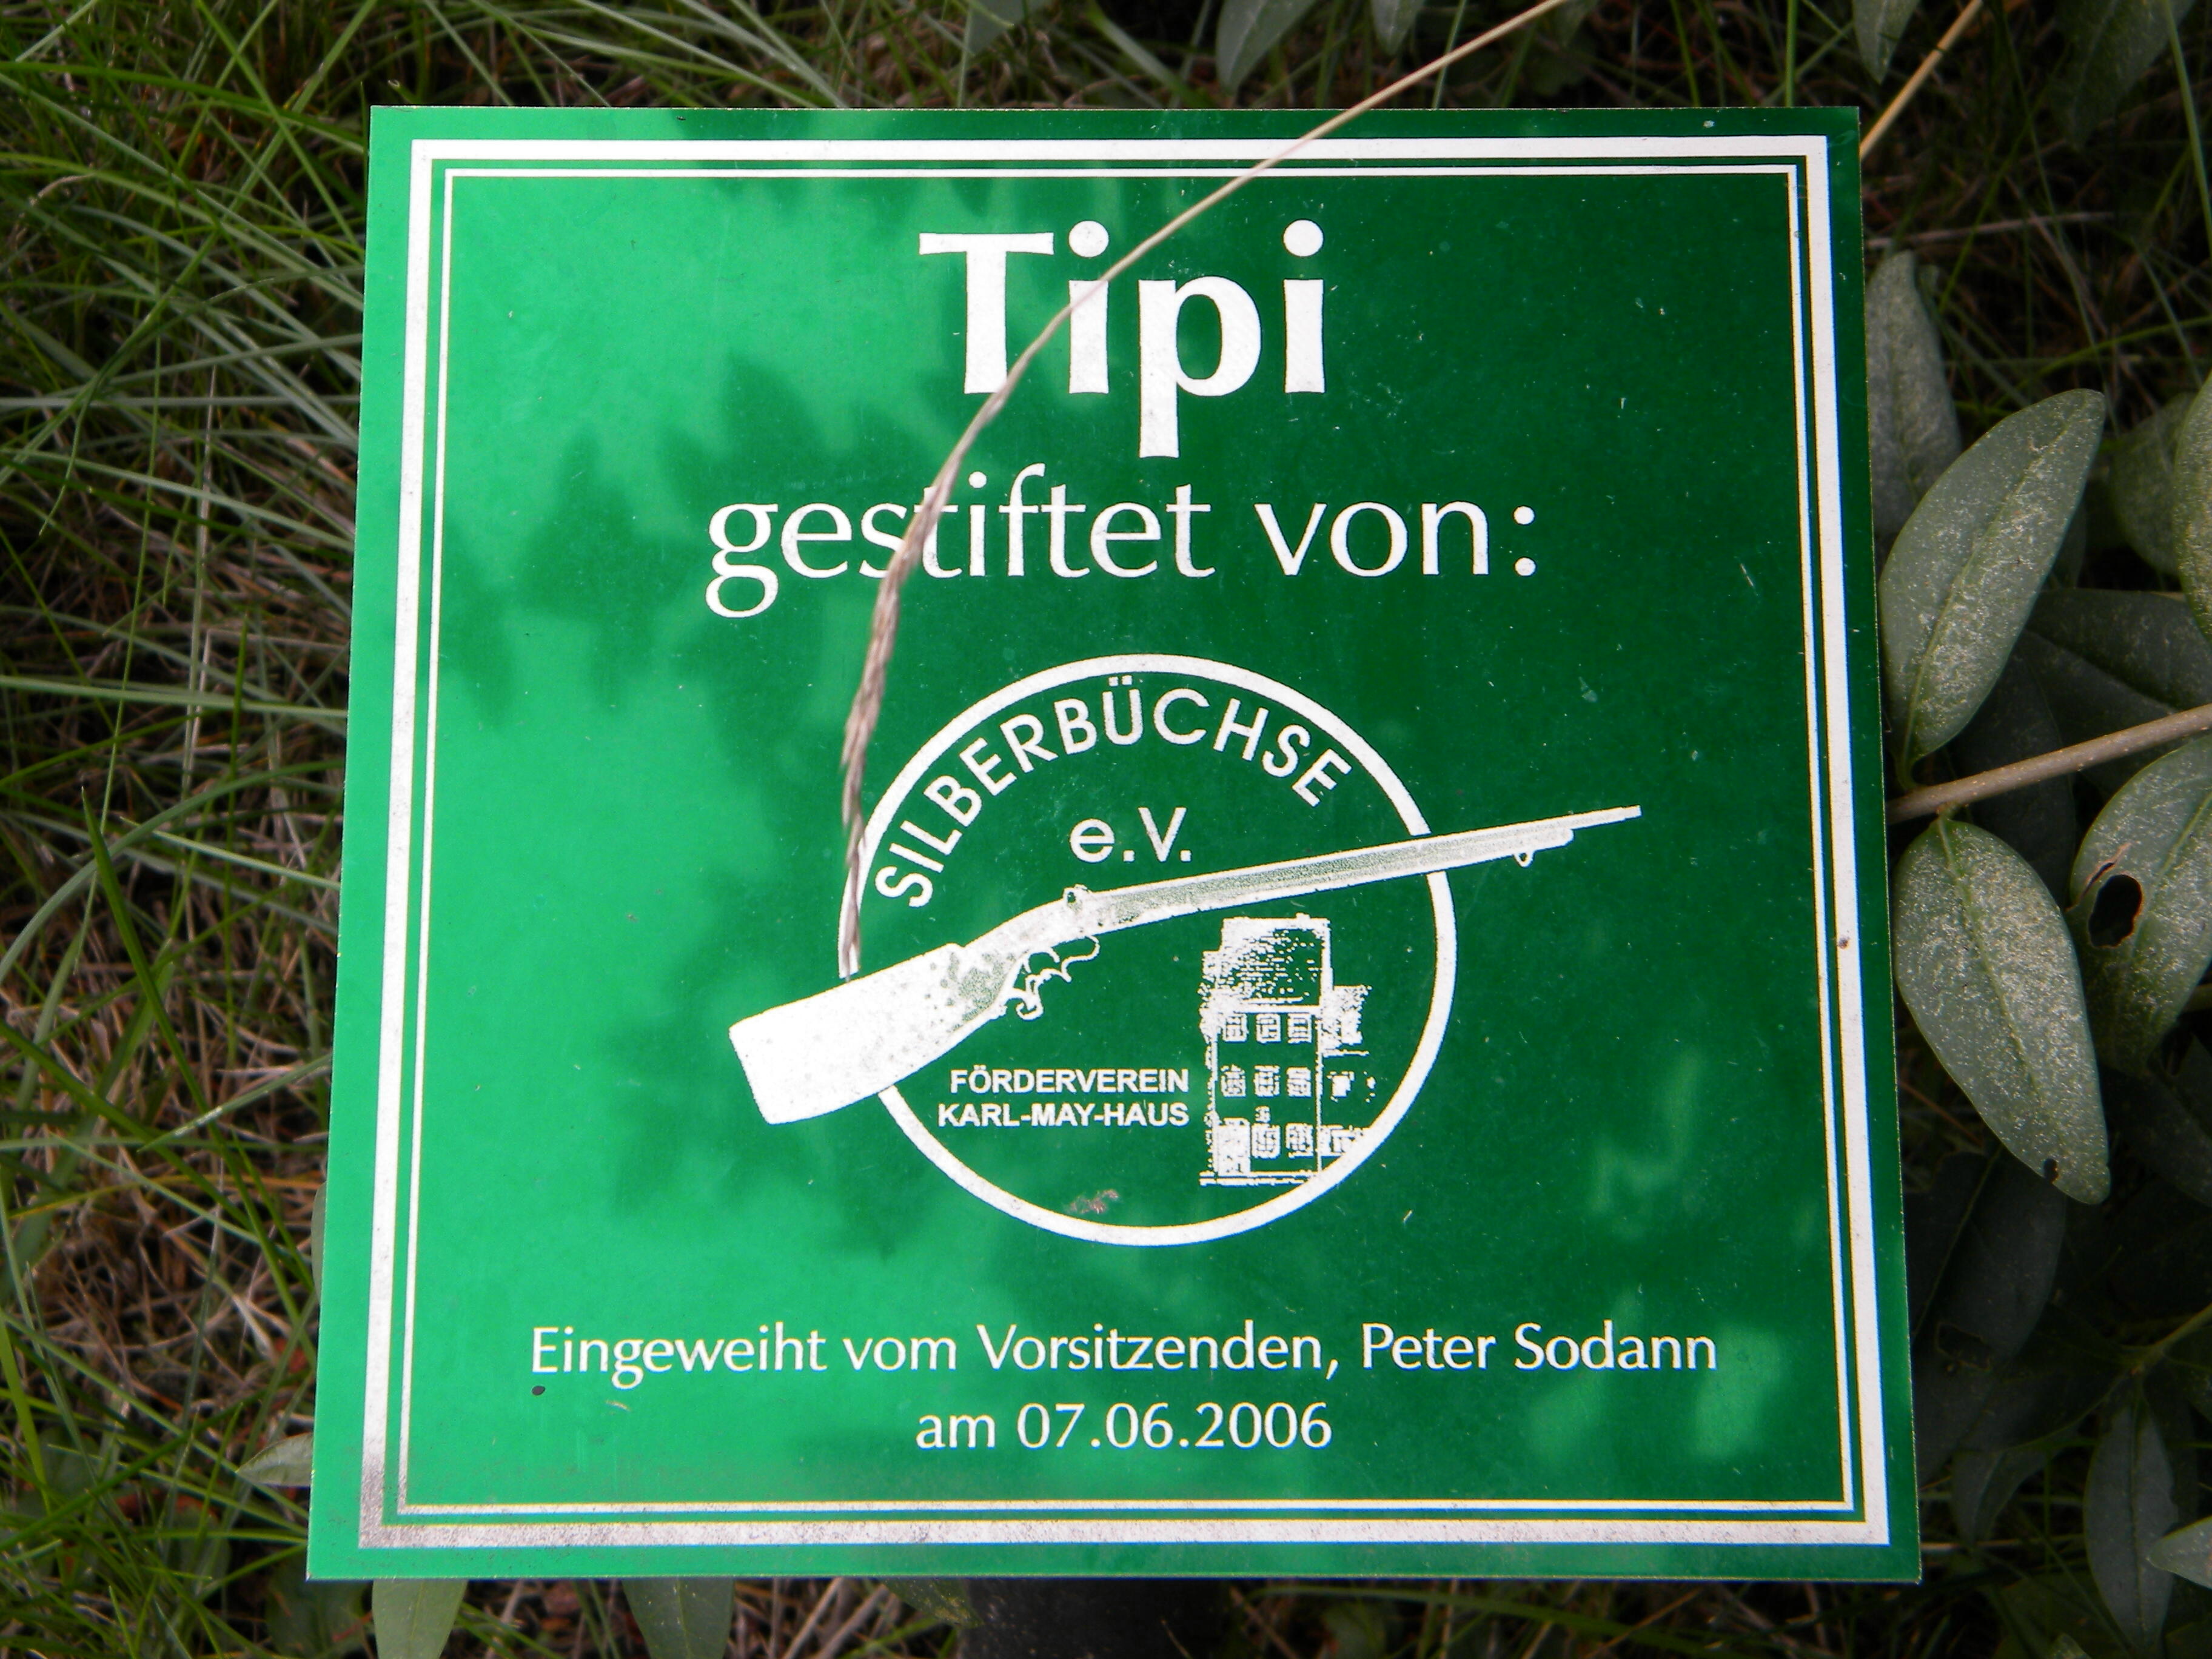 Tipi
gestiftet von:
SILBERBÜCHSE
e.V.
FÖRDERVEREIN
KARL-MAY-HAUS
Eingeweiht vom Vorsitzenden, Peter Sodann
am 07.06.2006